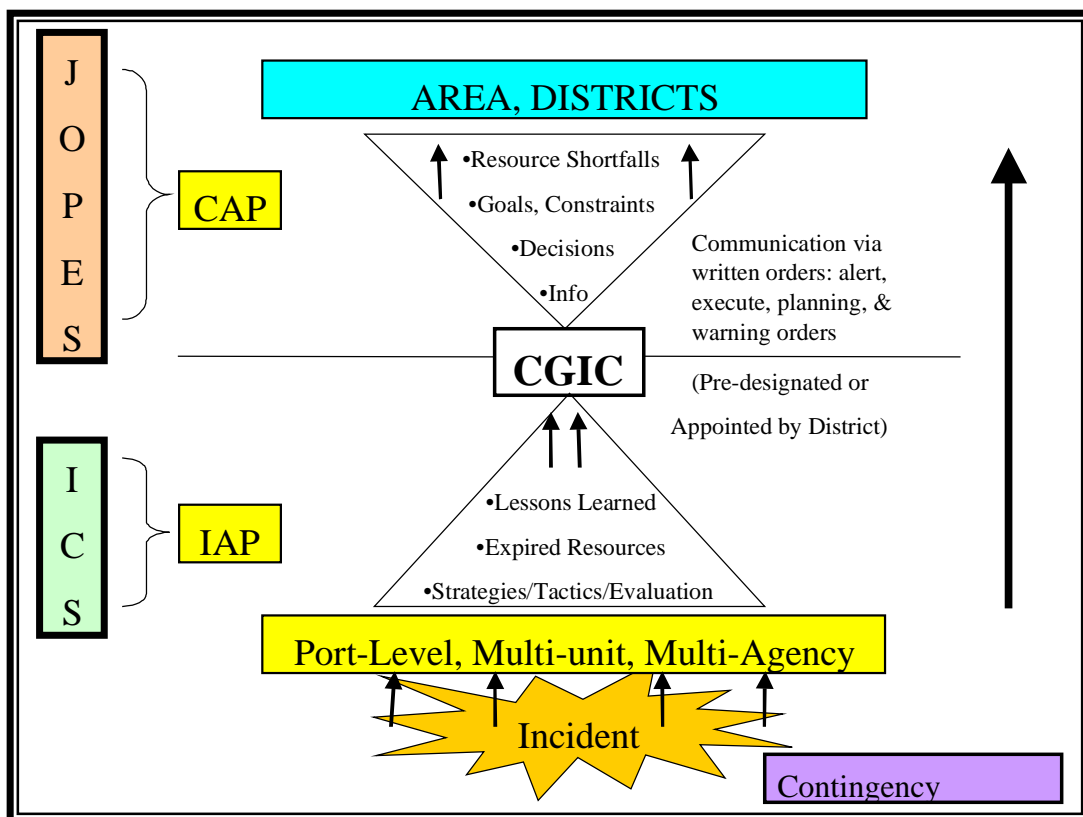 J
O
P
E
S
AREA, DISTRICTS
•Resource Shortfalls
•Goals, Constraints
•Decisions
•Info
CAP
Communication via
written orders: alert,
execute, planning, &
warning orders
CGIC
(Pre-designated or
Appointed by District)
I
C
S
IAP
•Lessons Learned
•Expired Resources
•Strategies/Tactics/Evaluation
Port-Level, Multi-unit, Multi-Agency
Incident
Contingency